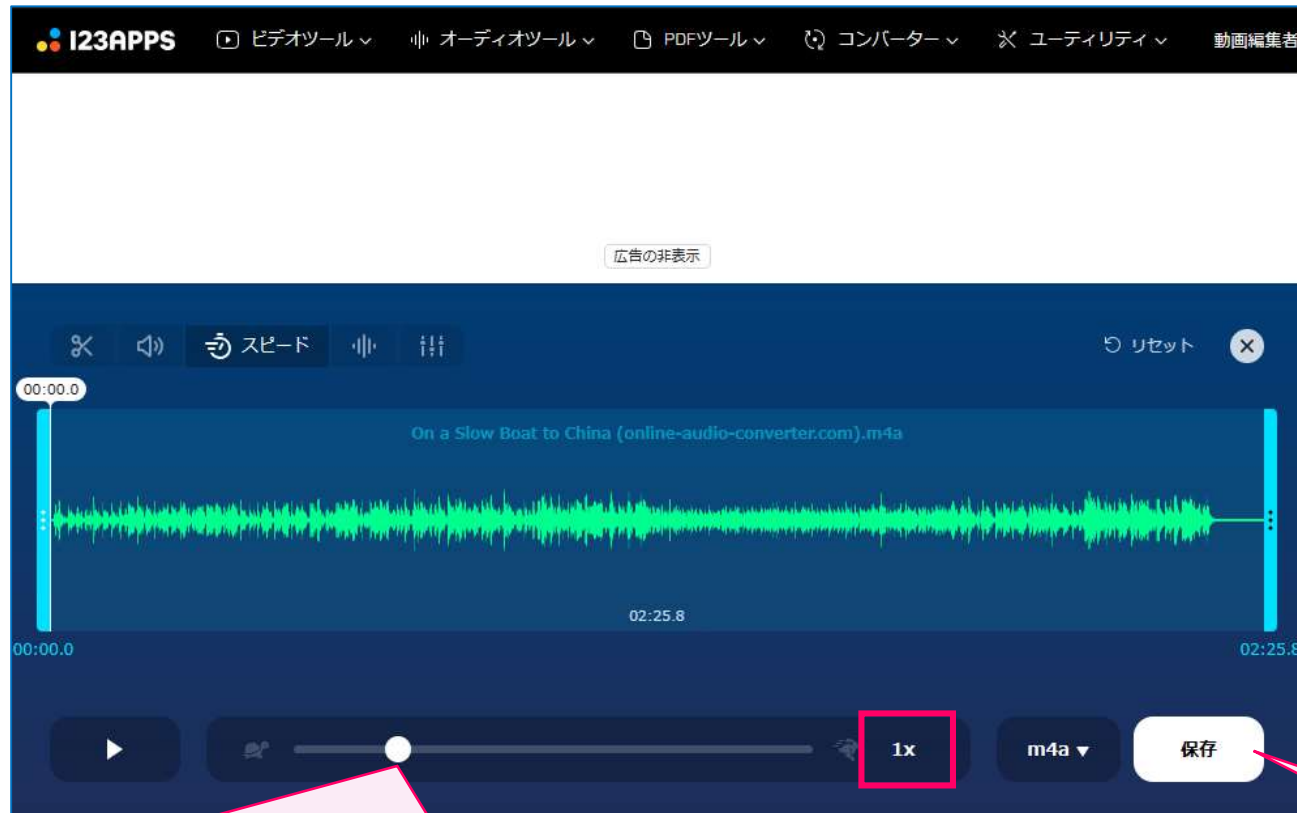 123APPS ビデオツール オーディオツール PDFツール コンバーター ユーティリティ 動画編集者
広告の非表示
スピード リセット
00:00.0
On a Slow Boat to China (online-audio-converter.com).m4a
02:25.8
00:00.0 02:25.8
1x m4a 保存